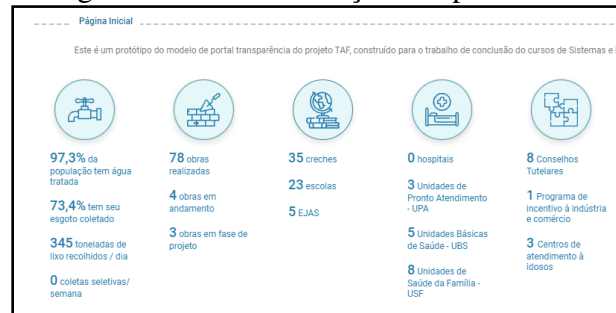 Página Inicial
Este é um protótipo do modelo de portal transparência do projeto TAF, construído para o trabalho de conclusão do cursos de Sistemas e
97,3% da
população tem água
tratada
73,4% tem seu
esgoto coletado
345 toneladas de
lixo recolhidos / dia
0 coletas seletivas/
semana
78 obras
realizadas
4 obras em
andamento
3 obras em fase de
projeto
35 creches
23 escolas
5 EJAS
0 hospitais
3 Unidades de
Pronto Atendimento
- UPA
5 Unidades Básicas
de Saúde - UBS
8 Unidades de
Saúde da Família -
USF
8 Conselhos
Tutelares
1 Programa de
incentivo à indústria
e comércio
3 Centros de
atendimento à
idosos